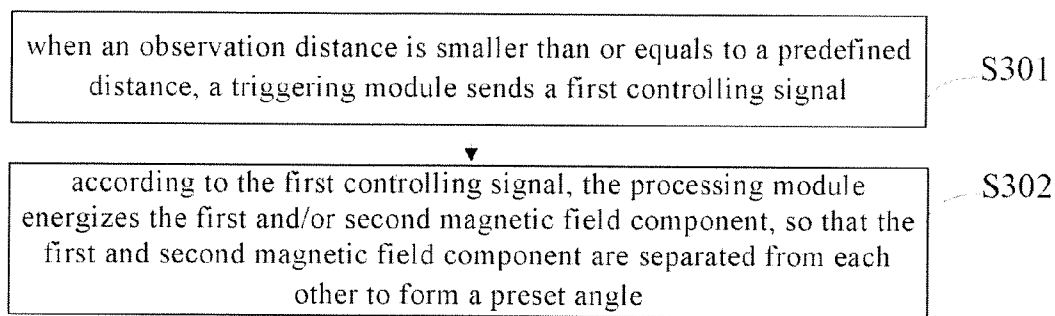 when an observation distance is smaller than or equals to a predefined
distance, a triggering module sends a first controlling signal
S301
according to the first controlling signal, the processing module
energizes the first and/or second magnetic field component, so that the
first and second magnetic field component are separated from each
other to form a preset angle
S302